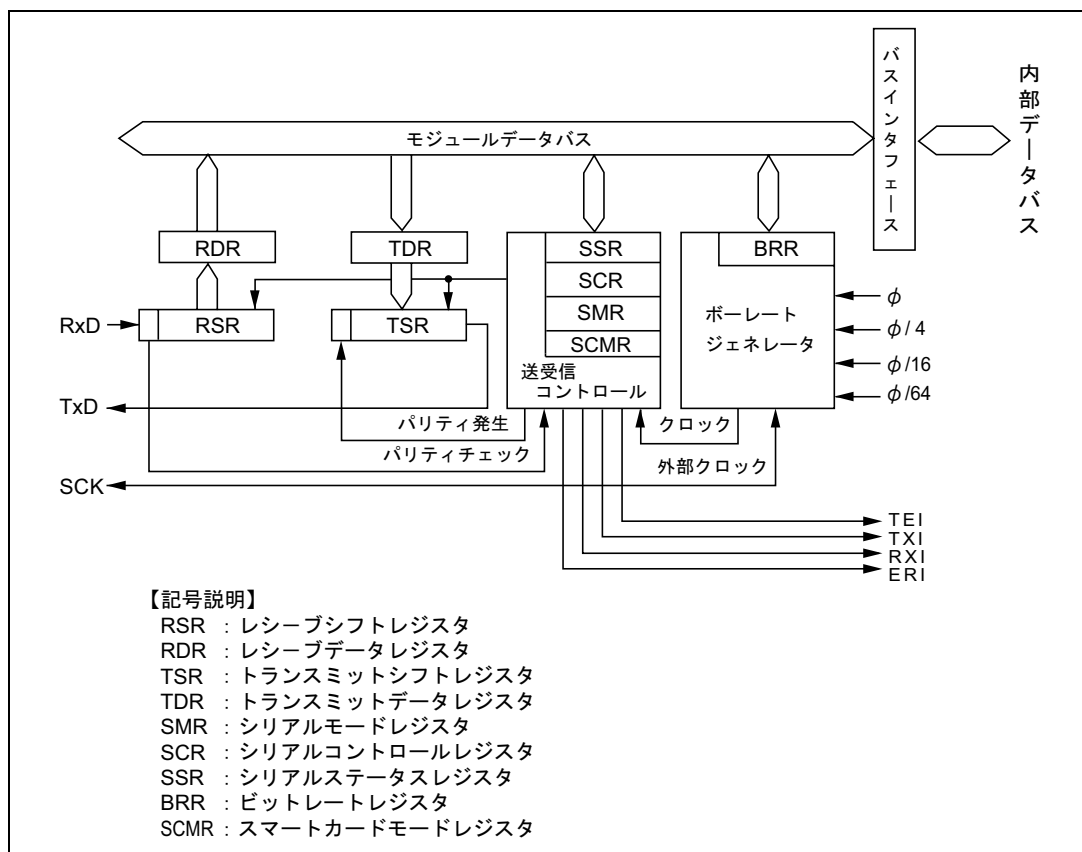 バスインタフェース
内部データバス
モジュールデータバス
RDR
TDR
SSR
BRR
SCR
φ
RxD
RSR
TSR
SMR
ボーレート
ジェネレータ
φ/ 4
SCMR
φ/16
送受信
コントロール
φ/64
TxD
パリティ発生
クロック
パリティチェック
外部クロック
SCK
TEI
TXI
RXI
ERI
【記号説明】
RSR : レシーブシフトレジスタ
RDR : レシーブデータレジスタ
TSR : トランスミットシフトレジスタ
TDR : トランスミットデータレジスタ
SMR : シリアルモードレジスタ
SCR : シリアルコントロールレジスタ
SSR : シリアルステータスレジスタ
BRR : ビットレートレジスタ
SCMR : スマートカードモードレジスタ